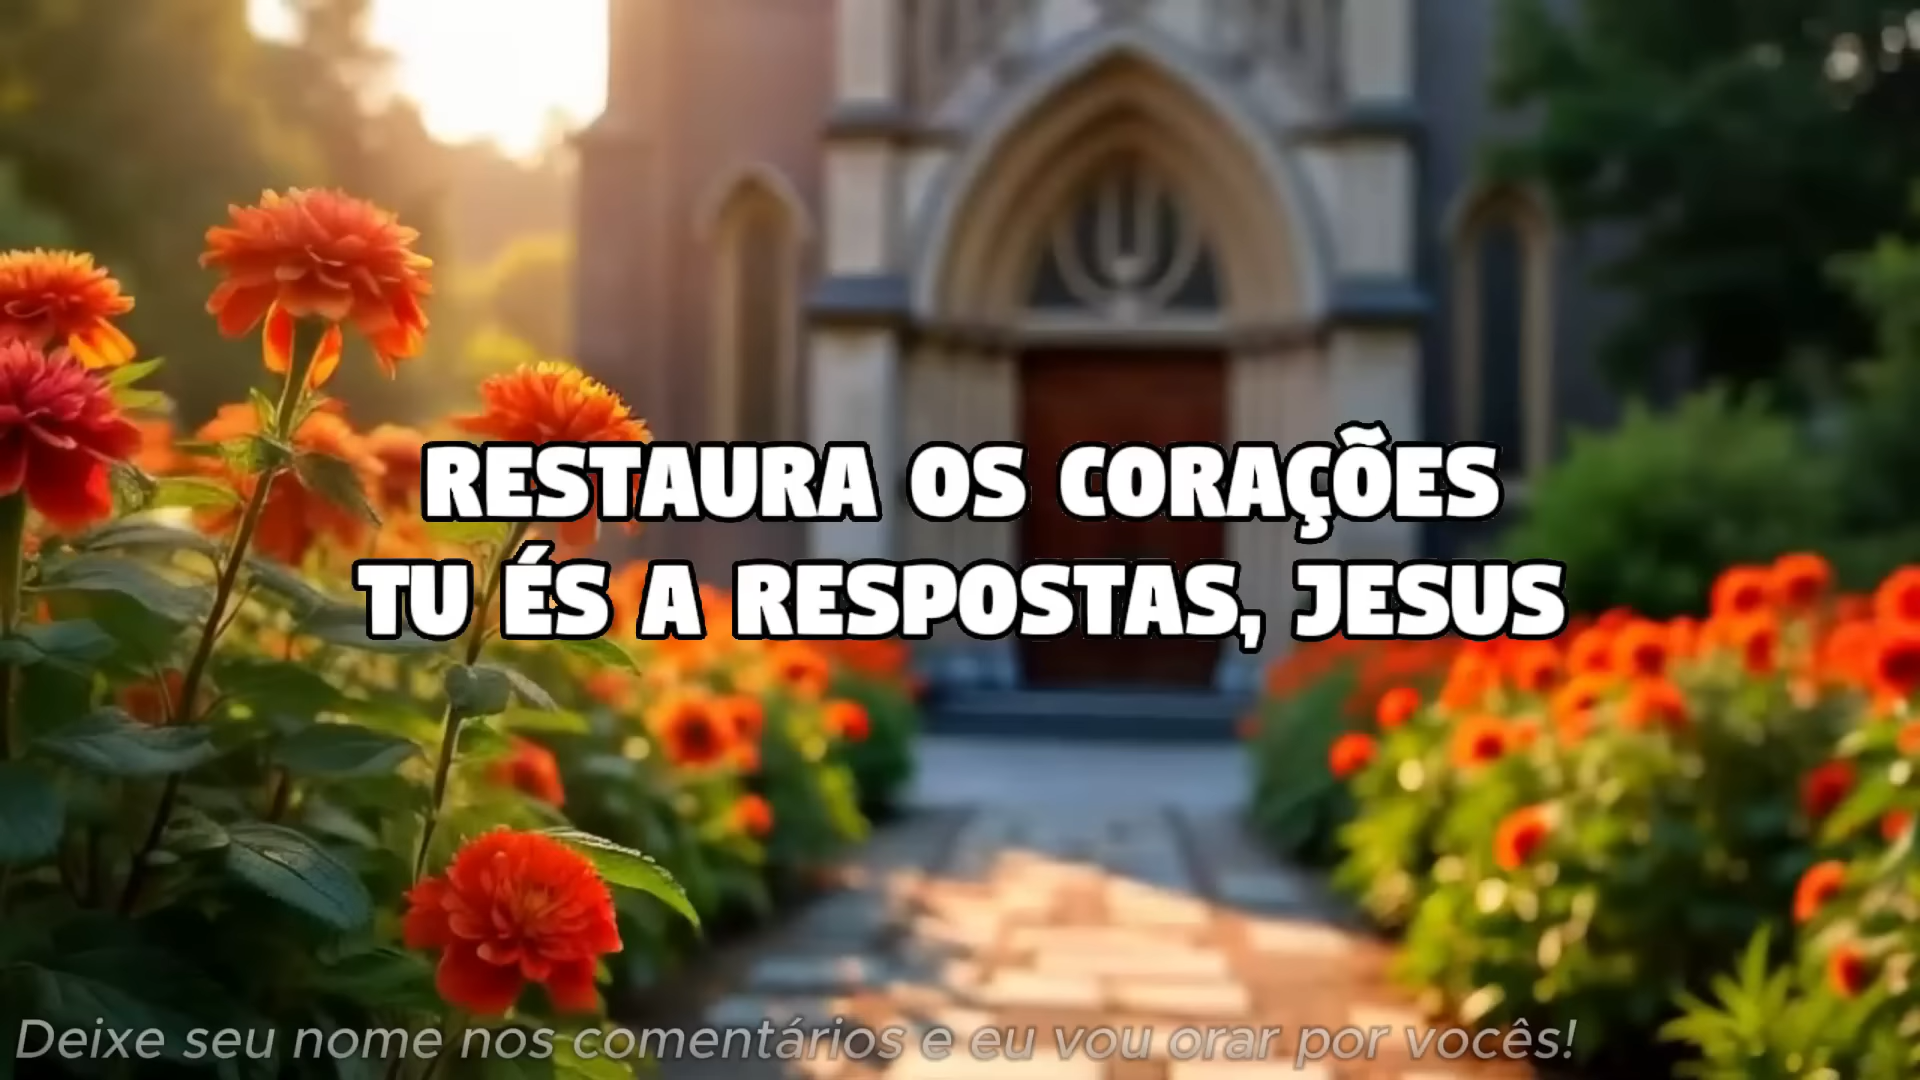 RESTAURA OS CORAÇÕES
TU ÉS A RESPOSTAS, JESUS
Deixe seu nome nos comentários e eu vou orar por vocês!